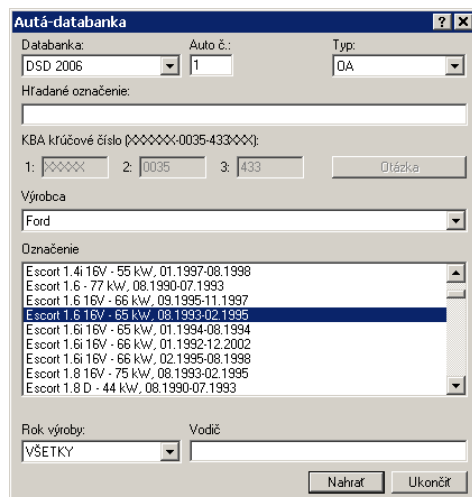 Autá-databanka
Databanka: Auto č.: Typ:
DSD 2006 1 OA
Hľadané označenie:
KBA kľúčové číslo (XXXXXX-0035-433XXX):
1: XXXXX 2: 0035 3: 433 Otázka
Výrobca
Ford
Označenie
Escort 1.4i 16V - 55 kW, 01.1997-08.1998
Escort 1.6 - 77 kW, 08.1990-07.1993
Escort 1.6 16V - 66 kW, 09.1995-11.1997
Escort 1.6 16V - 65 kW, 08.1993-02.1995
Escort 1.6i 16V - 65 kW, 01.1994-08.1994
Escort 1.6i 16V - 66 kW, 01.1992-12.2002
Escort 1.6i 16V - 66 kW, 02.1995-08.1998
Escort 1.8 16V - 75 kW, 08.1993-02.1995
Escort 1.8 D - 44 kW, 08.1990-07.1993
Rok výroby: Vodič
VŠETKY
Nahrať Ukončiť